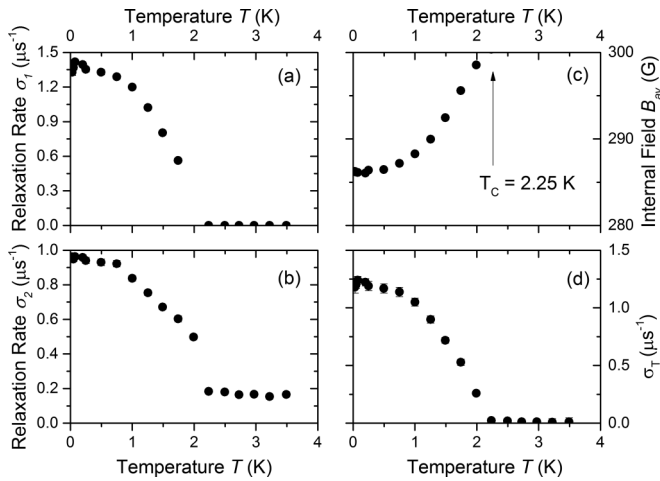 Temperature T (K)
0 1 2 3 4
Relaxation Rate σ1 (μs-1)
1.5
1.2
0.9
0.6
0.3
0.0
(a)
Temperature T (K)
0 1 2 3 4
(c)
TC = 2.25 K
300
290
280
Internal Field Bav (G)
Relaxation Rate σ2 (μs-1)
1.0
0.8
0.6
0.4
0.2
0.0
(b)
0 1 2 3 4
Temperature T (K)
(d)
1.5
1.0
0.5
0.0
σT (μs-1)
0 1 2 3 4
Temperature T (K)